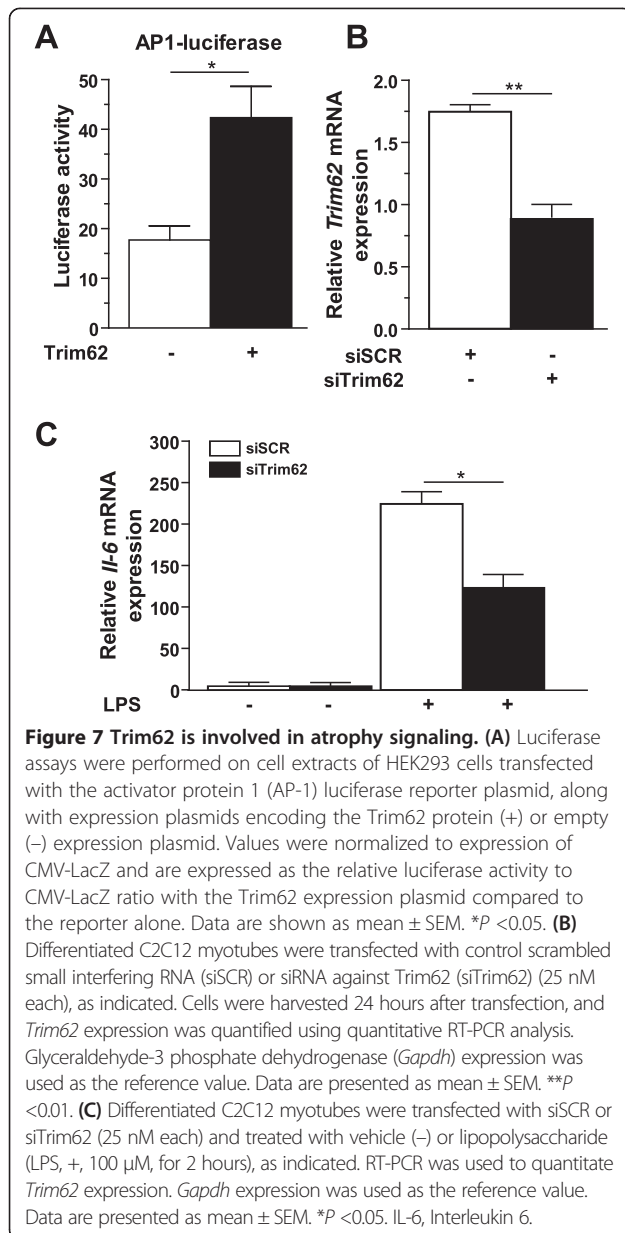 A
AP1-luciferase
*
Luciferase activity
50
40
30
20
10
0
Trim62
-
+
B
**
Relative Trim62 mRNA
expression
2.0
1.5
1.0
0.5
0.0
siSCR
+
-
siTrim62
-
+
C
siSCR
siTrim62
*
Relative Il-6 mRNA
expression
300
250
200
150
100
50
0
LPS
-
-
+
+
Figure 7 Trim62 is involved in atrophy signaling. (A) Luciferase
assays were performed on cell extracts of HEK293 cells transfected
with the activator protein 1 (AP-1) luciferase reporter plasmid, along
with expression plasmids encoding the Trim62 protein (+) or empty
(–) expression plasmid. Values were normalized to expression of
CMV-LacZ and are expressed as the relative luciferase activity to
CMV-LacZ ratio with the Trim62 expression plasmid compared to
the reporter alone. Data are shown as mean ± SEM. *P <0.05. (B)
Differentiated C2C12 myotubes were transfected with control scrambled
small interfering RNA (siSCR) or siRNA against Trim62 (siTrim62) (25 nM
each), as indicated. Cells were harvested 24 hours after transfection, and
Trim62 expression was quantified using quantitative RT-PCR analysis.
Glyceraldehyde-3 phosphate dehydrogenase (Gapdh) expression was
used as the reference value. Data are presented as mean ± SEM. **P
<0.01. (C) Differentiated C2C12 myotubes were transfected with siSCR or
siTrim62 (25 nM each) and treated with vehicle (–) or lipopolysaccharide
(LPS, +, 100 μM, for 2 hours), as indicated. RT-PCR was used to quantitate
Trim62 expression. Gapdh expression was used as the reference value.
Data are presented as mean ± SEM. *P <0.05. IL-6, Interleukin 6.